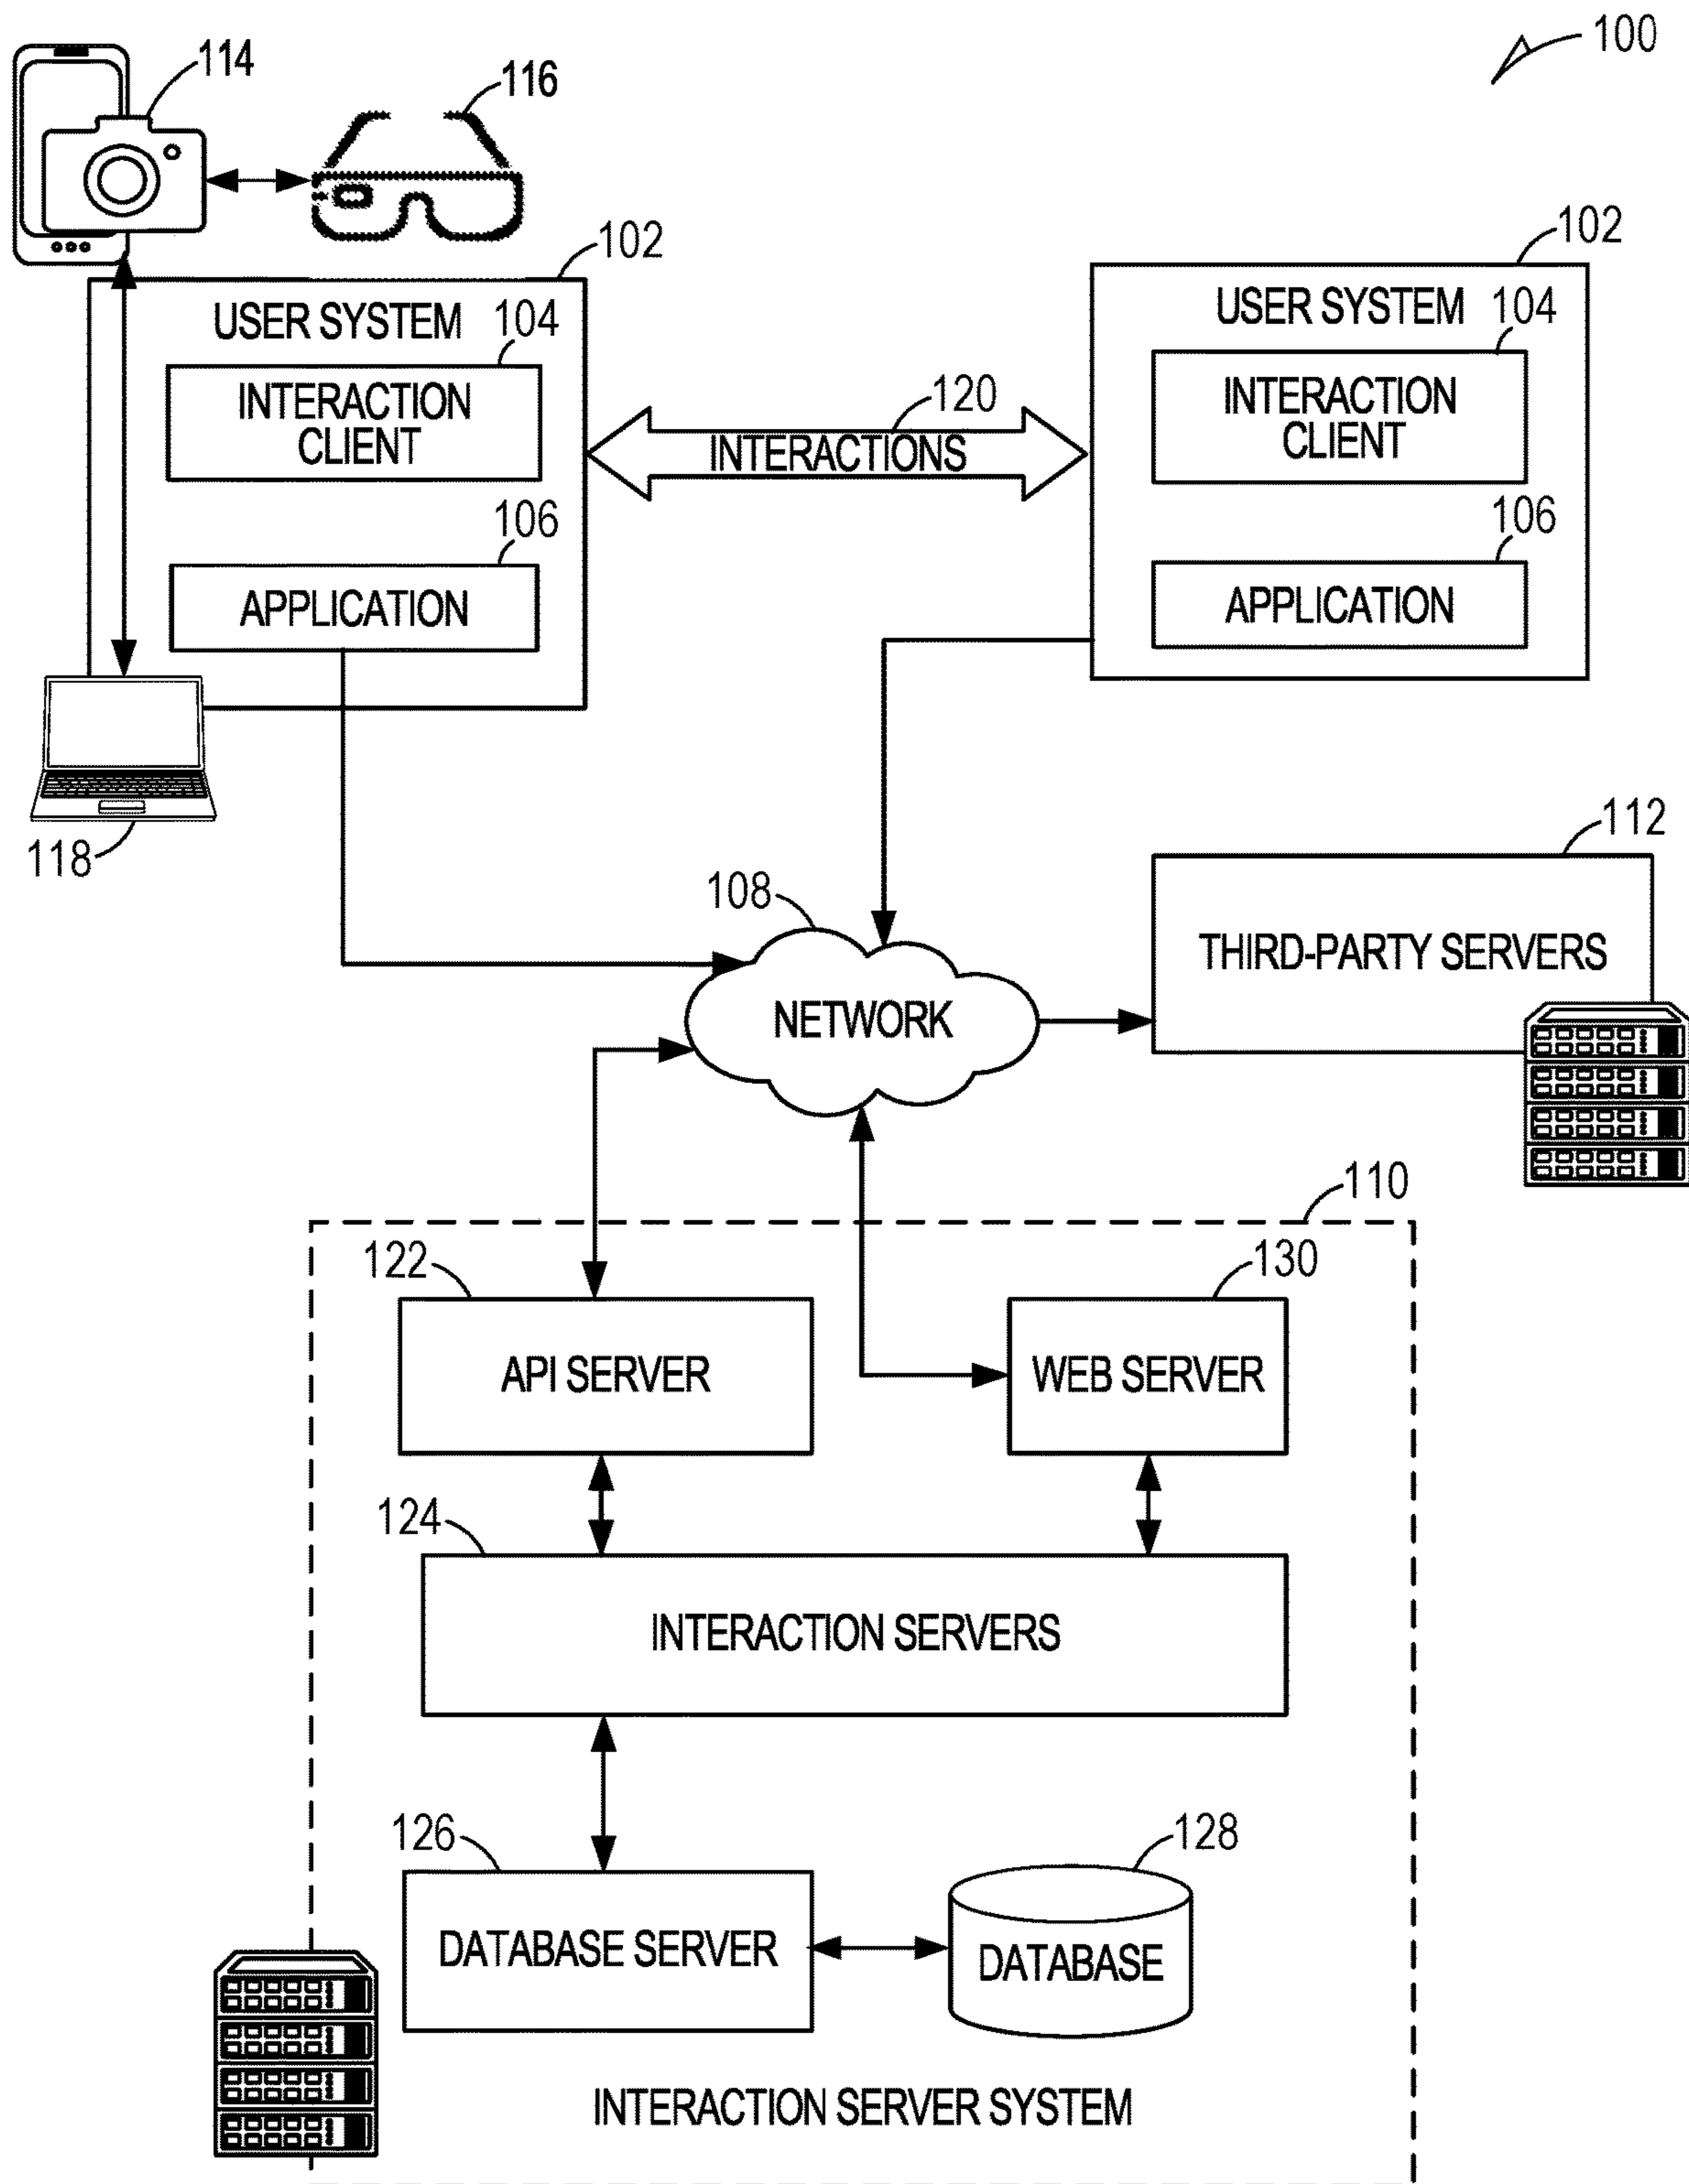 100
114
116
102
102
USER SYSTEM
104
USER SYSTEM
104
INTERACTION
CLIENT
INTERACTION
CLIENT
120
INTERACTIONS
106
APPLICATION
106
APPLICATION
118
112
108
THIRD-PARTY SERVERS
NETWORK
110
122
130
API SERVER
WEB SERVER
124
INTERACTION SERVERS
126
128
DATABASE SERVER
DATABASE
INTERACTION SERVER SYSTEM